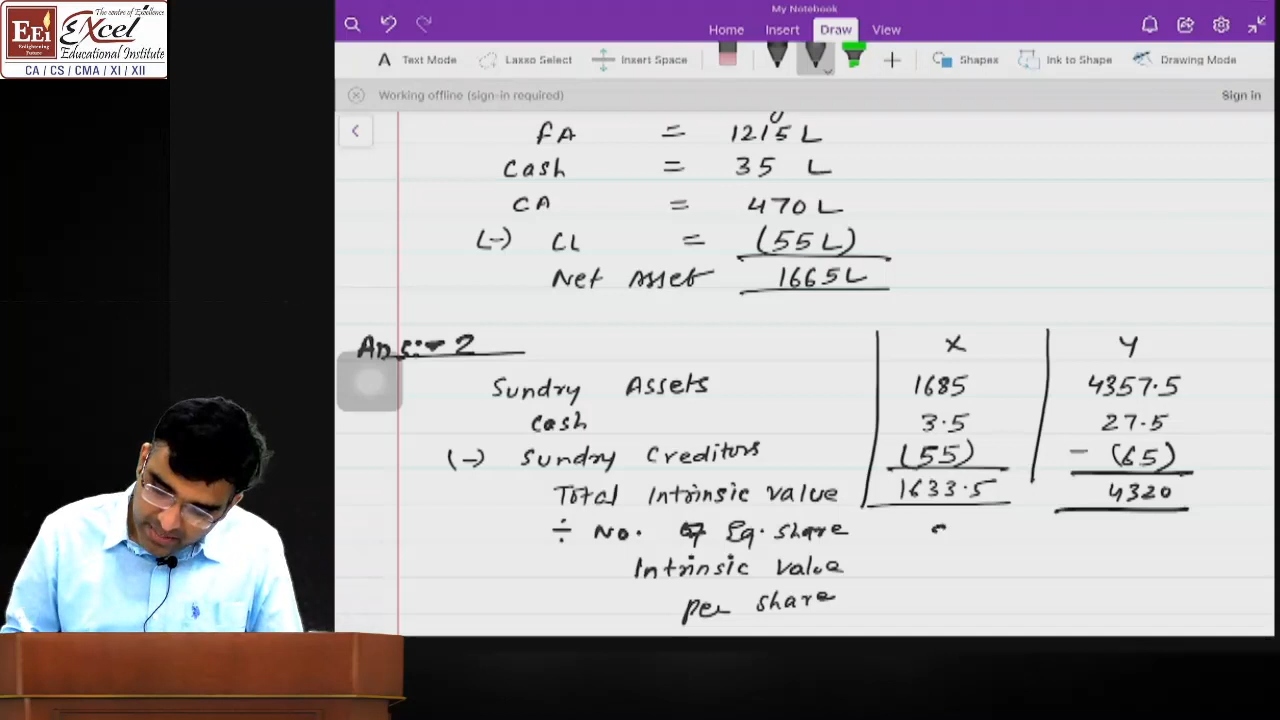 The centre of Excellence
EEi
Enlightening Future
EXcel
Educational Institute
CA / CS / CMA / XI / XII
My Notebook
Home Insert Draw View
Text Mode Lasso Select Insert Space Shapes Ink to Shape Drawing Mode
Working offline (sign-in required) Sign in
FA = 1215 L
Cash = 35 L
CA = 470 L
(-) CL = (55 L)
Net Asset 1665 L
Ans:- 2 X Y
Sundry Assets 1685 4357.5
Cash 3.5 27.5
(-) Sundry Creditors (55) - (65)
Total Intrinsic value 1633.5 4320
÷ No. of Eq. share
Intrinsic value
per share